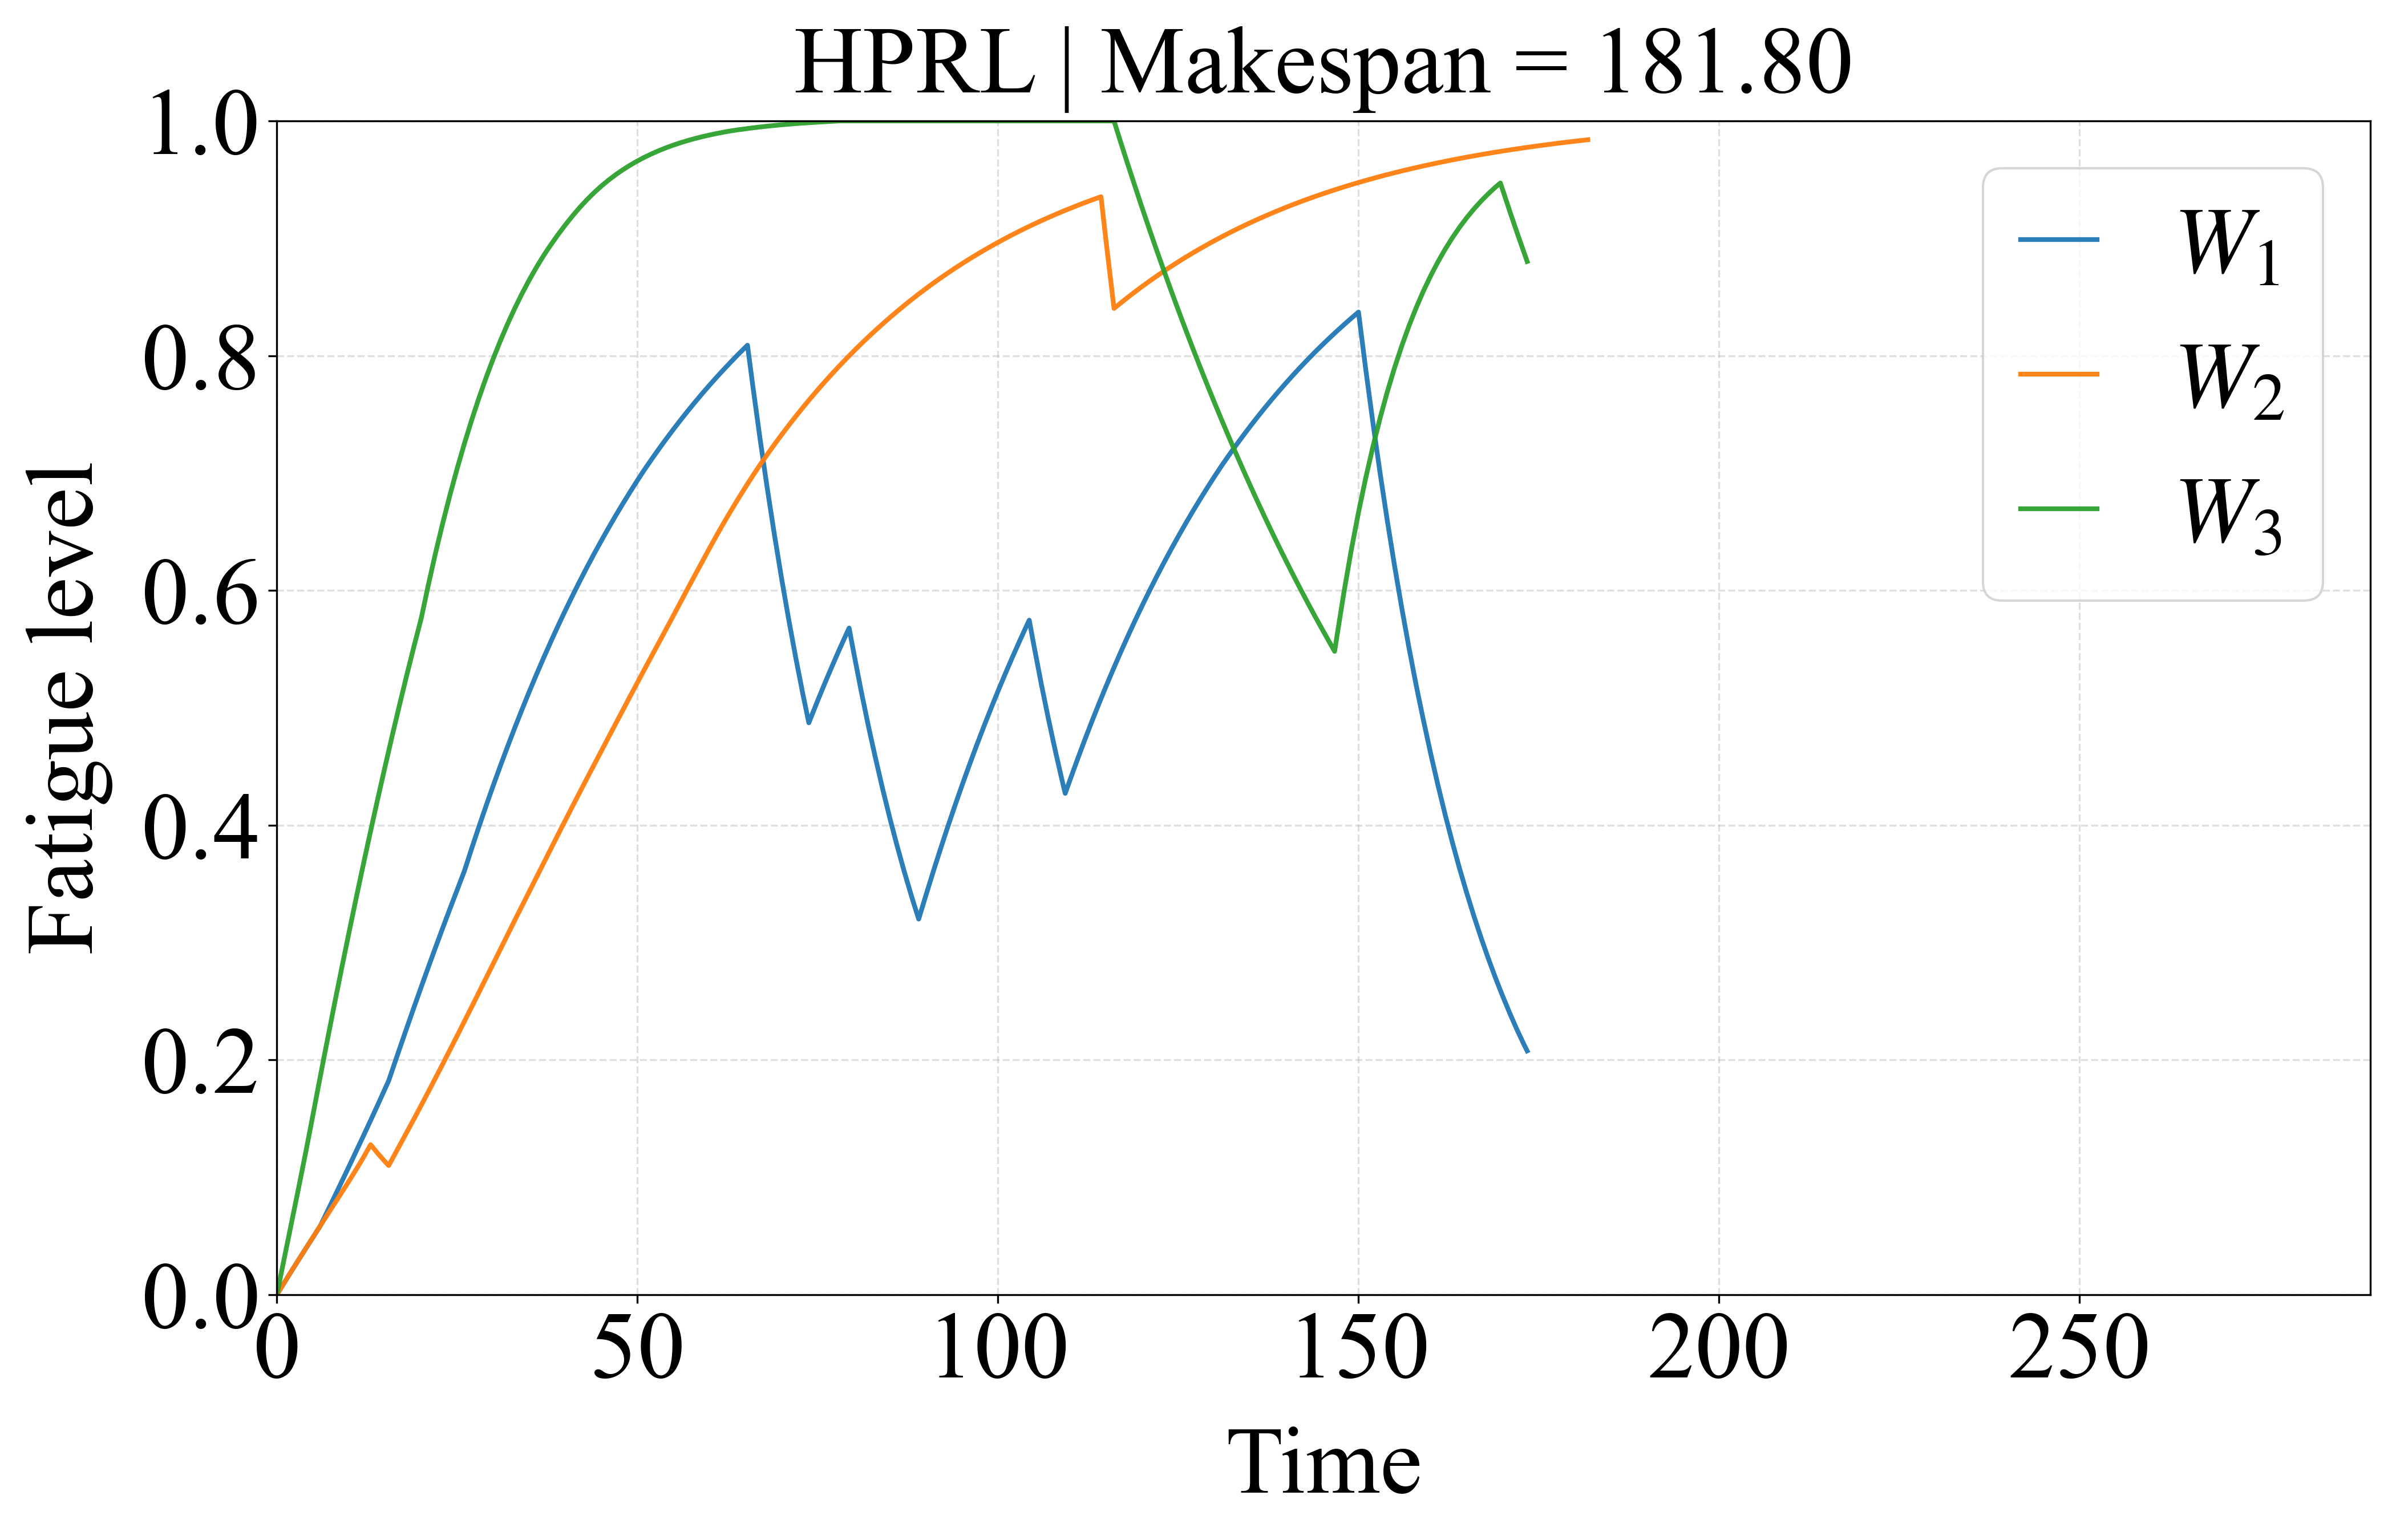 HPRL | Makespan = 181.80
Fatigue level
1.0
0.8
0.6
0.4
0.2
0.0
W₁
W₂
W₃
0 50 100 150 200 250
Time